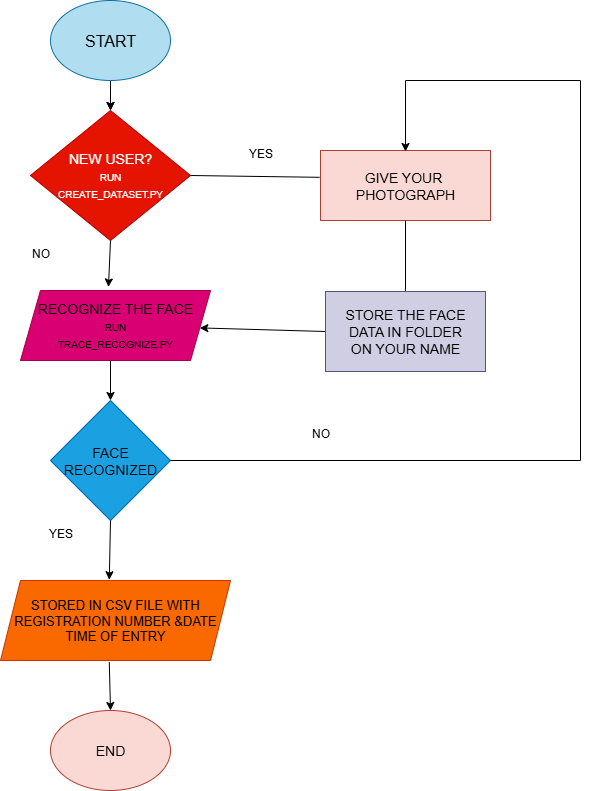 START
NEW USER?
RUN
CREATE_DATASET.PY
YES
GIVE YOUR
PHOTOGRAPH
NO
RECOGNIZE THE FACE
RUN
TRACE_RECOGNIZE.PY
STORE THE FACE
DATA IN FOLDER
ON YOUR NAME
FACE
RECOGNIZED
NO
YES
STORED IN CSV FILE WITH
REGISTRATION NUMBER &DATE
TIME OF ENTRY
END